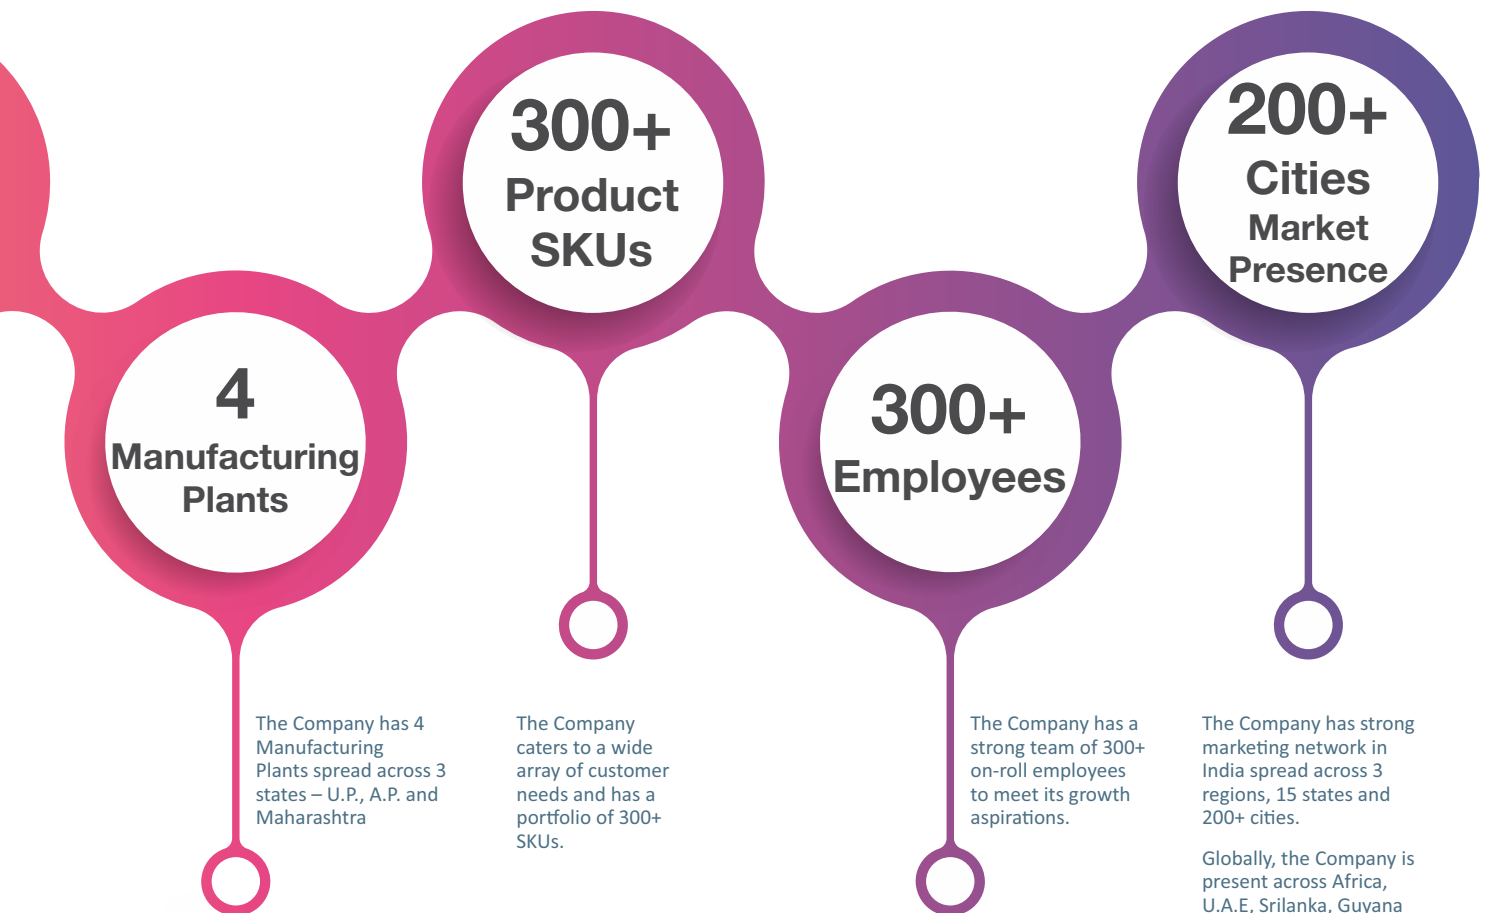 300+
Product
SKUs
200+
Cities
Market
Presence
4
Manufacturing
Plants
300+
Employees
The Company has 4
Manufacturing
Plants spread across 3
states – U.P., A.P. and
Maharashtra
The Company
caters to a wide
array of customer
needs and has a
portfolio of 300+
SKUs.
The Company has a
strong team of 300+
on-roll employees
to meet its growth
aspirations.
The Company has strong
marketing network in
India spread across 3
regions, 15 states and
200+ cities.
Globally, the Company is
present across Africa,
U.A.E, Srilanka, Guyana